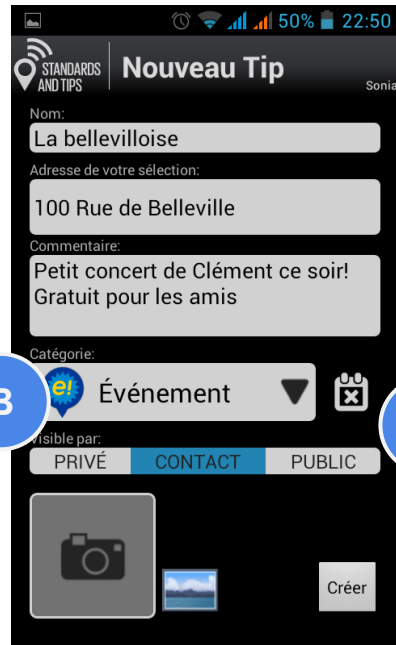 50% 22:50
STANDARDS
AND TIPS
Nouveau Tip
Sonia
Nom:
La bellevilloise
Adresse de votre sélection:
100 Rue de Belleville
Commentaire:
Petit concert de Clément ce soir!
Gratuit pour les amis
Catégorie:
e! Événement
Visible par:
PRIVÉ CONTACT PUBLIC
Créer